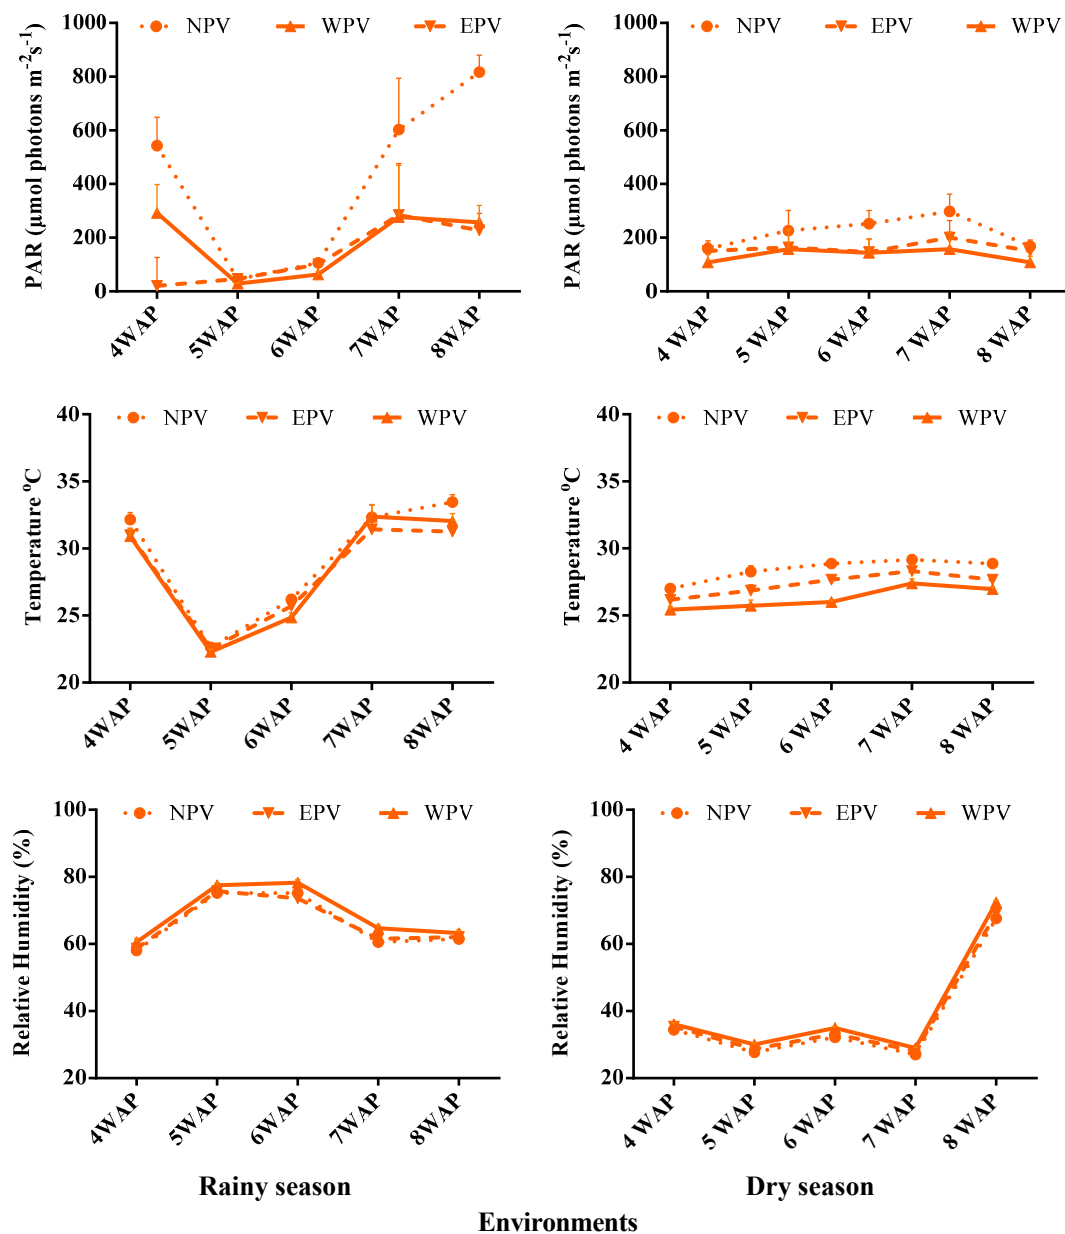 NPV WPV EPV
PAR (µmol photons m⁻²s⁻¹)
1000
800
600
400
200
0
4WAP 5WAP 6WAP 7WAP 8WAP
NPV EPV WPV
PAR (µmol photons m⁻²s⁻¹)
1000
800
600
400
200
0
4 WAP 5 WAP 6 WAP 7 WAP 8 WAP
NPV EPV WPV
Temperature ºC
40
35
30
25
20
4WAP 5WAP 6WAP 7WAP 8WAP
NPV EPV WPV
Temperature ºC
40
35
30
25
20
4 WAP 5 WAP 6 WAP 7 WAP 8 WAP
NPV EPV WPV
Relative Humidity (%)
100
80
60
40
20
4WAP 5WAP 6WAP 7WAP 8WAP
NPV EPV WPV
Relative Humidity (%)
100
80
60
40
20
4 WAP 5 WAP 6 WAP 7 WAP 8 WAP
Rainy season
Dry season
Environments